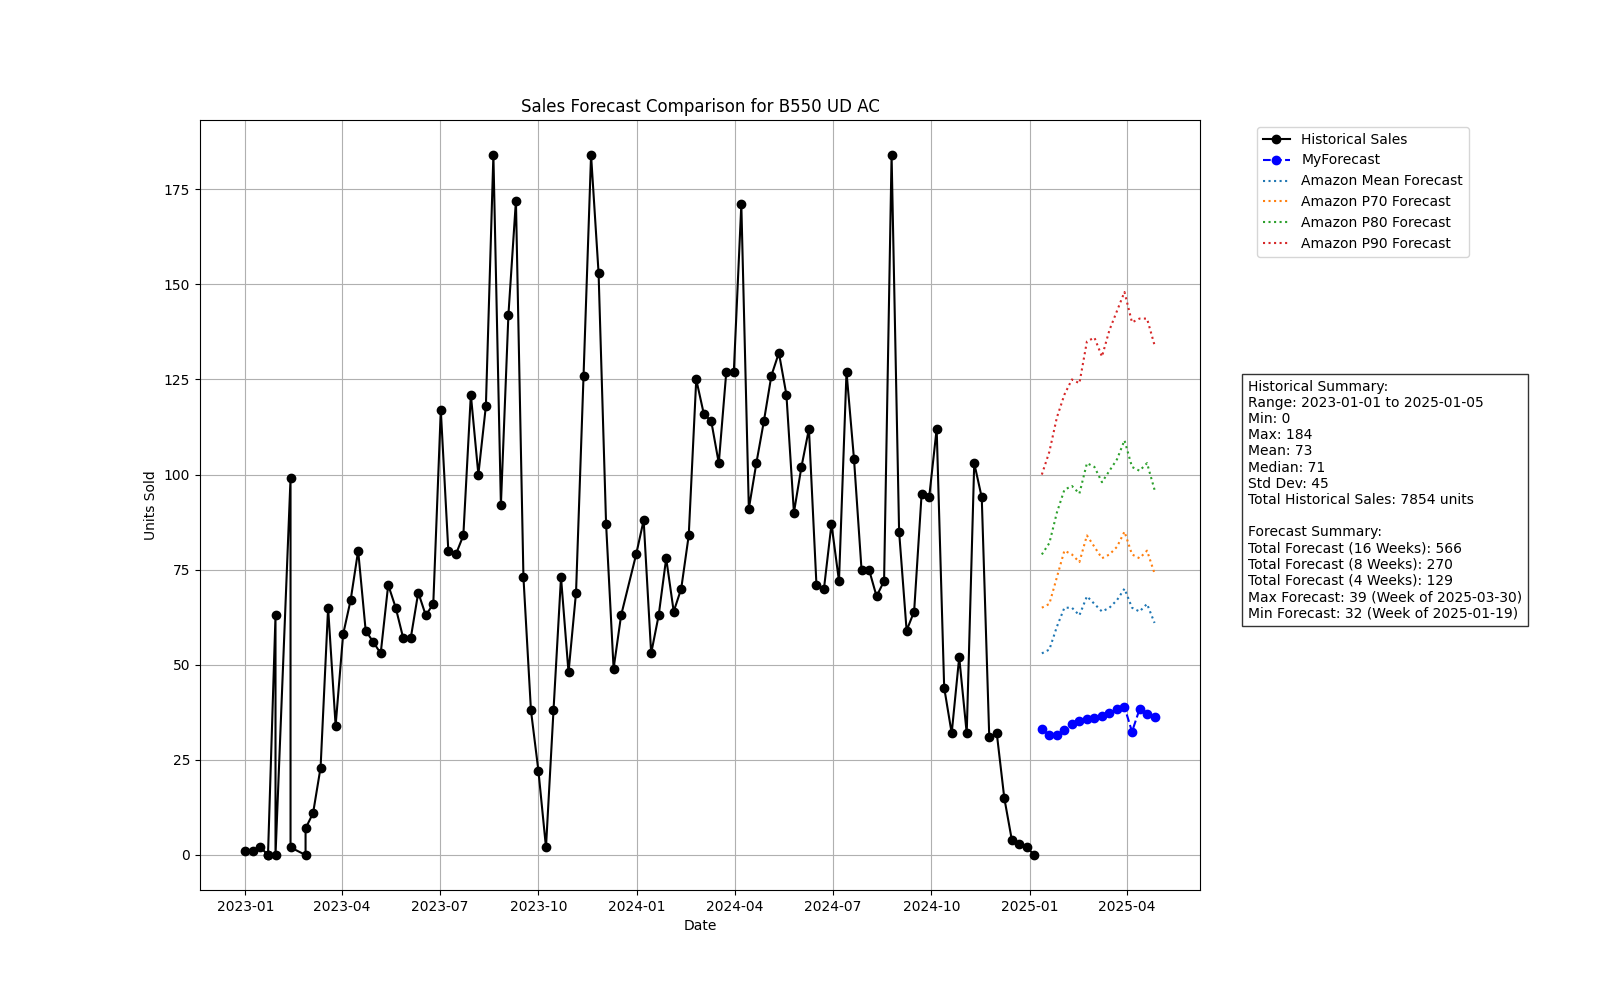 Sales Forecast Comparison for B550 UD AC
Historical Sales
MyForecast
Amazon Mean Forecast
Amazon P70 Forecast
Amazon P80 Forecast
Amazon P90 Forecast
Units Sold
175
150
125
100
75
50
25
0
2023-01
2023-04
2023-07
2023-10
2024-01
2024-04
2024-07
2024-10
2025-01
2025-04
Date
Historical Summary:
Range: 2023-01-01 to 2025-01-05
Min: 0
Max: 184
Mean: 73
Median: 71
Std Dev: 45
Total Historical Sales: 7854 units
Forecast Summary:
Total Forecast (16 Weeks): 566
Total Forecast (8 Weeks): 270
Total Forecast (4 Weeks): 129
Max Forecast: 39 (Week of 2025-03-30)
Min Forecast: 32 (Week of 2025-01-19)